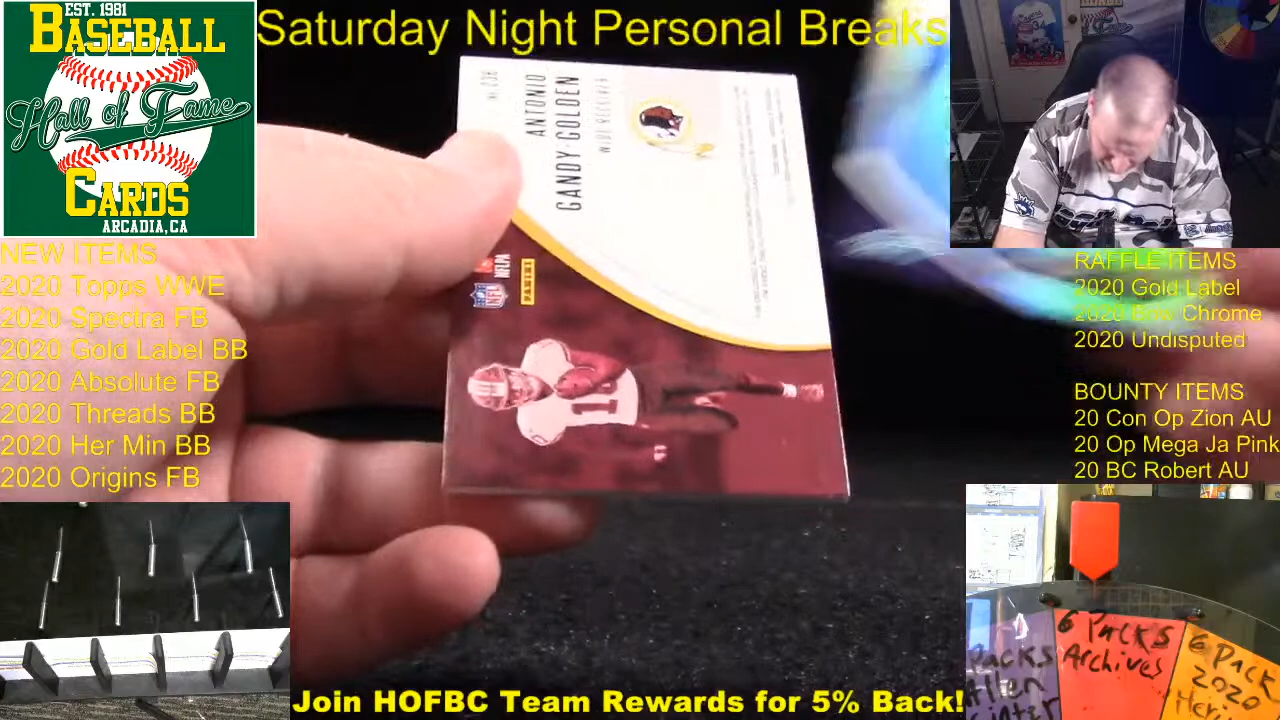 EST. 1981
BASEBALL
Hall of Fame
CARDS
ARCADIA,CA
Saturday Night Personal Breaks
NEW ITEMS
2020 Topps WWE
2020 Spectra FB
2020 Gold Label BB
2020 Absolute FB
2020 Threads BB
2020 Her Min BB
2020 Origins FB
ANTONIO
GANDY-GOLDEN
WIDE RECEIVER
NFL
NFLPA
PANINI
RAFFLE ITEMS
2020 Gold Label
2020 Bow Chrome
2020 Undisputed
BOUNTY ITEMS
20 Con Op Zion AU
20 Op Mega Ja Pink
20 BC Robert AU
6 Packs
Archives
6 Pack
2020
Join HOFBC Team Rewards for 5% Back!